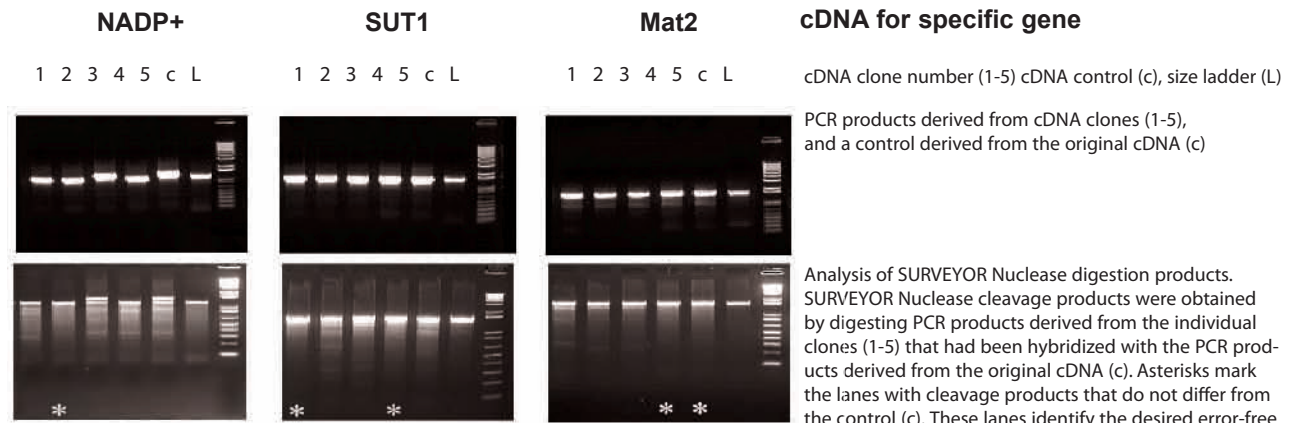 NADP+ SUT1 Mat2 cDNA for specific gene
1 2 3 4 5 c L 1 2 3 4 5 c L 1 2 3 4 5 c L cDNA clone number (1-5) cDNA control (c), size ladder (L)
PCR products derived from cDNA clones (1-5),
and a control derived from the original cDNA (c)
Analysis of SURVEYOR Nuclease digestion products.
SURVEYOR Nuclease cleavage products were obtained
by digesting PCR products derived from the individual
clones (1-5) that had been hybridized with the PCR prod-
ucts derived from the original cDNA (c). Asterisks mark
the lanes with cleavage products that do not differ from
the control (c). These lanes identify the desired error-free
* * * * *